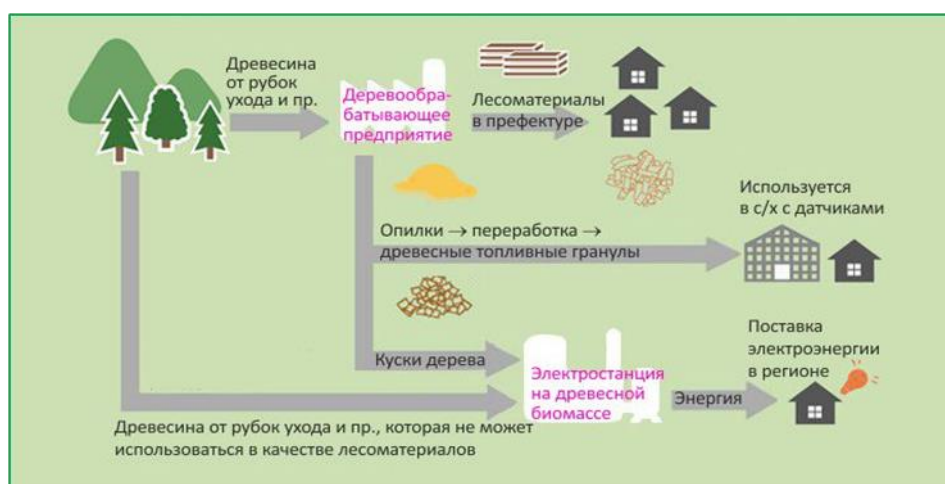 Древесина
от рубок
ухода и пр.
Деревообра-
батывающее
предприятие
Лесоматериалы
в префектуре
Используется
в с/х с датчиками
Опилки → переработка →
древесные топливные гранулы
Куски дерева
Электростанция
на древесной
биомассе
Энергия
Поставка
электроэнергии
в регионе
Древесина от рубок ухода и пр., которая не может
использоваться в качестве лесоматериалов